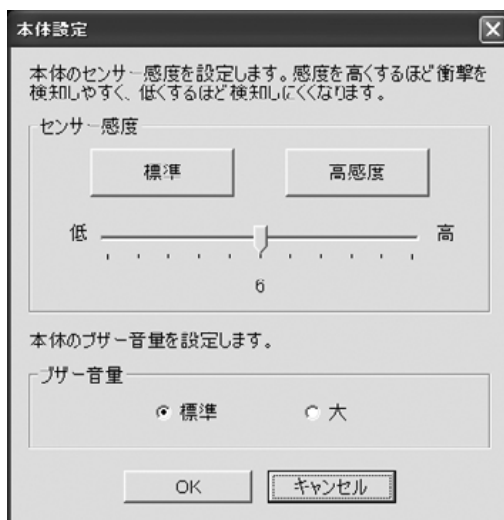 本体設定
本体のセンサー感度を設定します。感度を高くするほど衝撃を
検知しやすく、低くするほど検知しにくくなります。
センサー感度
標準 高感度
低 高
6
本体のブザー音量を設定します。
ブザー音量
標準 大
OK キャンセル